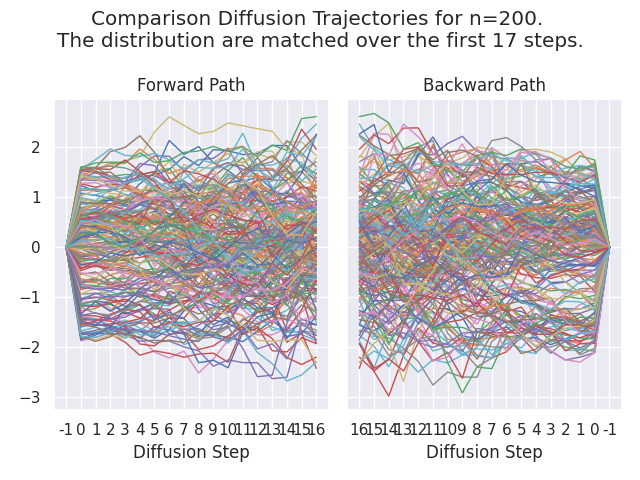 Comparison Diffusion Trajectories for n=200.
The distribution are matched over the first 17 steps.
Forward Path
Backward Path
2
1
0
−1
−2
−3
-1 0 1 2 3 4 5 6 7 8 9 10 11 12 13 14 15 16
16 15 14 13 12 11 10 9 8 7 6 5 4 3 2 1 0 -1
Diffusion Step
Diffusion Step